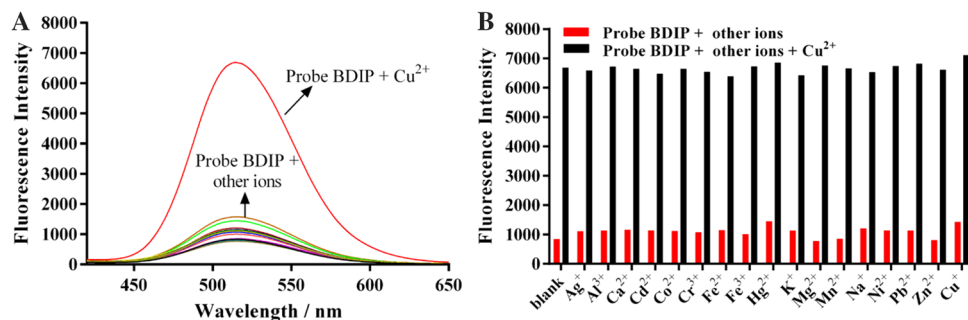 A
Fluorescence Intensity
8000
7000
6000
5000
4000
3000
2000
1000
0
Probe BDIP + Cu²⁺
Probe BDIP +
other ions
450
500
550
600
650
Wavelength / nm
B
Fluorescence Intensity
8000
7000
6000
5000
4000
3000
2000
1000
0
Probe BDIP + other ions
Probe BDIP + other ions + Cu²⁺
blank
Ag⁺
Al³⁺
Ca²⁺
Cd²⁺
Co²⁺
Cr³⁺
Fe²⁺
Fe³⁺
Hg²⁺
K⁺
Mg²⁺
Mn²⁺
Na⁺
Ni²⁺
Pb²⁺
Zn²⁺
Cu⁺